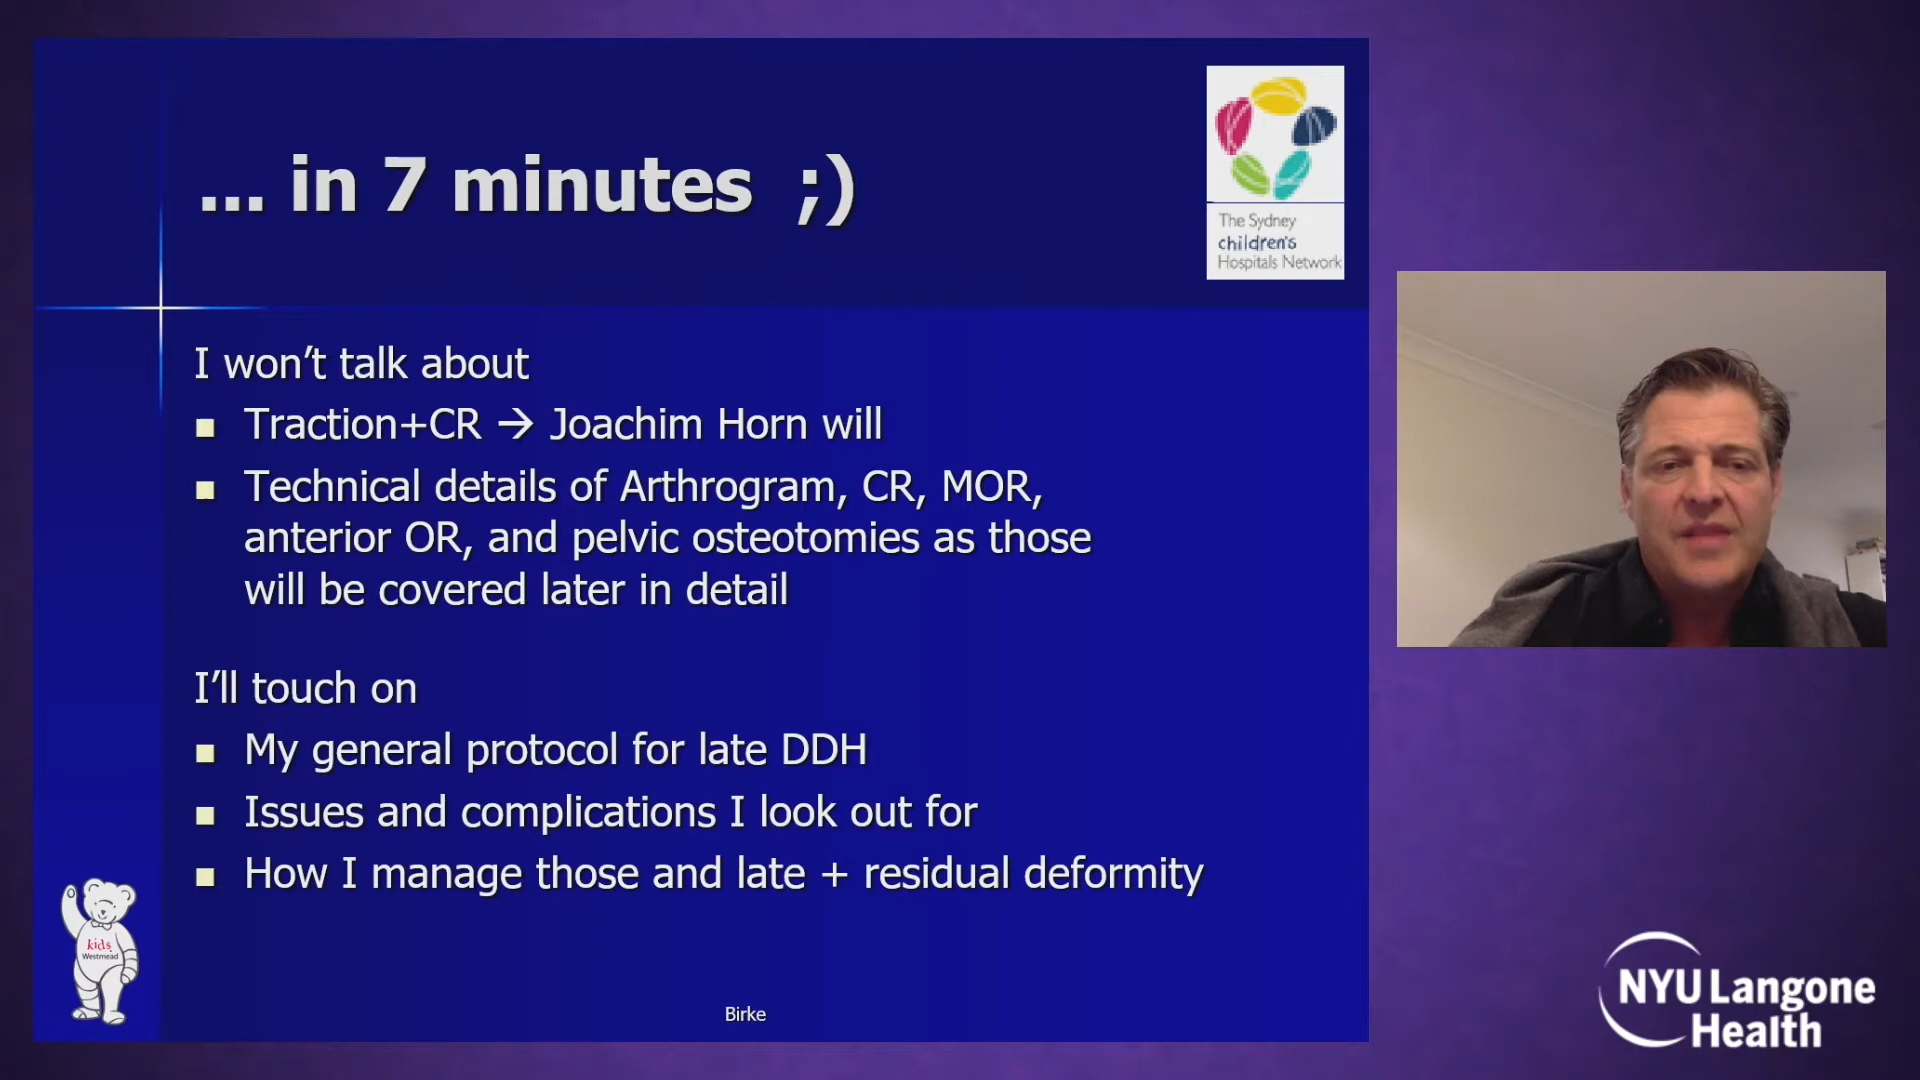 ... in 7 minutes ;)
The Sydney
children's
Hospitals Network
I won't talk about
■ Traction+CR → Joachim Horn will
■ Technical details of Arthrogram, CR, MOR,
anterior OR, and pelvic osteotomies as those
will be covered later in detail
I'll touch on
■ My general protocol for late DDH
■ Issues and complications I look out for
■ How I manage those and late + residual deformity
kids
Westmead
Birke
NYU Langone
Health